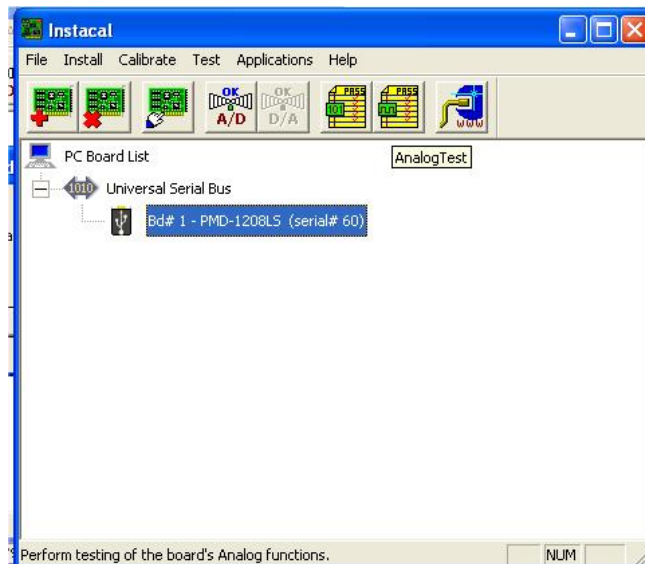 Instacal
File Install Calibrate Test Applications Help
OK A/D
OK D/A
PASS 101
PASS
PC Board List
AnalogTest
1010 Universal Serial Bus
Bd# 1 - PMD-1208LS (serial# 60)
Perform testing of the board's Analog functions.
NUM